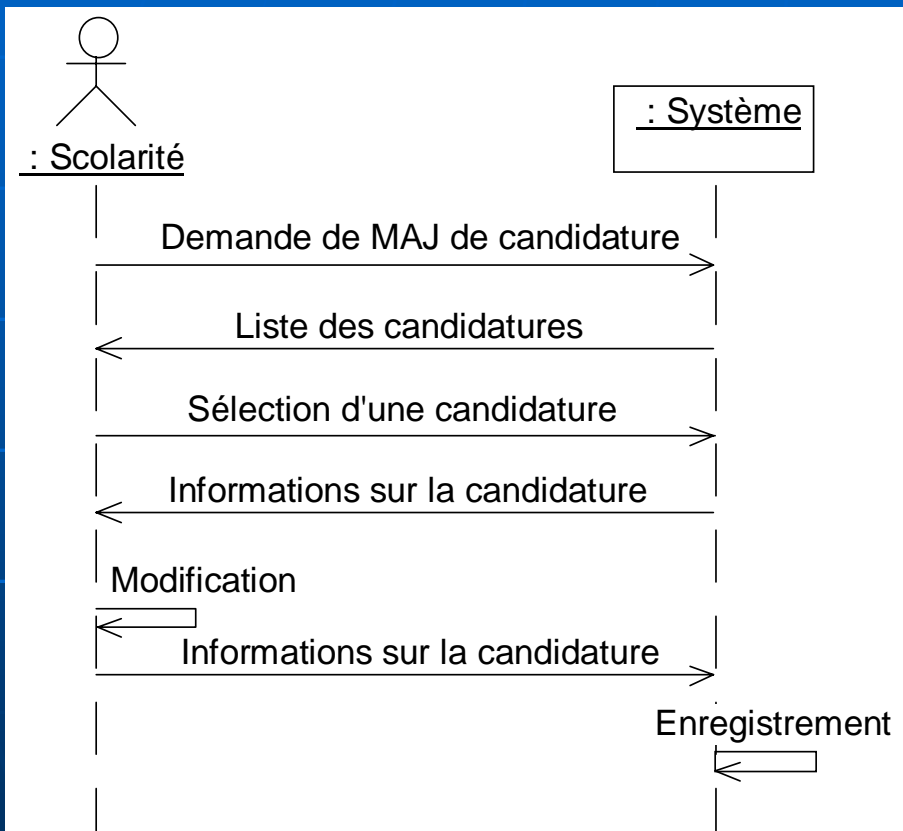 : Système
: Scolarité
Demande de MAJ de candidature
Liste des candidatures
Sélection d'une candidature
Informations sur la candidature
Modification
Informations sur la candidature
Enregistrement